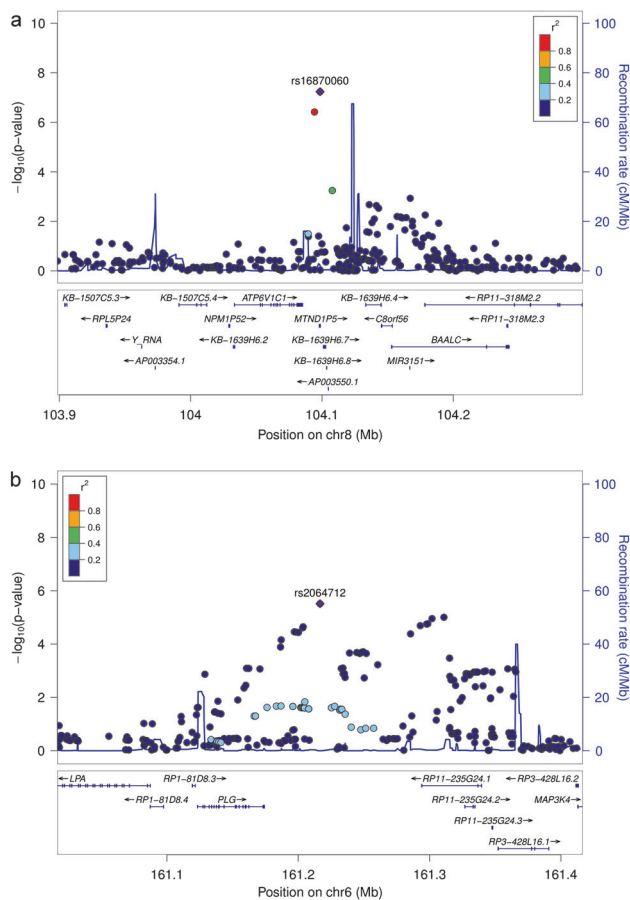 a
10
8
6
4
2
0
−log10(p−value)
rs16870060
r2
0.8
0.6
0.4
0.2
100
80
60
40
20
0
Recombination rate (cM/Mb)
KB−1507C5.3→ KB−1507C5.4→ ATP6V1C1→ KB−1639H6.4→ ←RP11−318M2.2
←RPL5P24 NPM1P52→ MTND1P5→ ←C8orf56 ←RP11−318M2.3
←Y_RNA ←KB−1639H6.2 KB−1639H6.7→ BAALC→
←AP003354.1 KB−1639H6.8→ MIR3151→
←AP003550.1
103.9 104 104.1 104.2
Position on chr8 (Mb)
b
10
8
6
4
2
0
−log10(p−value)
r2
0.8
0.6
0.4
0.2
rs2064712
100
80
60
40
20
0
Recombination rate (cM/Mb)
←LPA RP1−81D8.3→ ←RP11−235G24.1 ←RP3−428L16.2
←RP1−81D8.4 PLG→ RP11−235G24.2→ MAP3K4→
RP11−235G24.3→
RP3−428L16.1→
161.1 161.2 161.3 161.4
Position on chr6 (Mb)